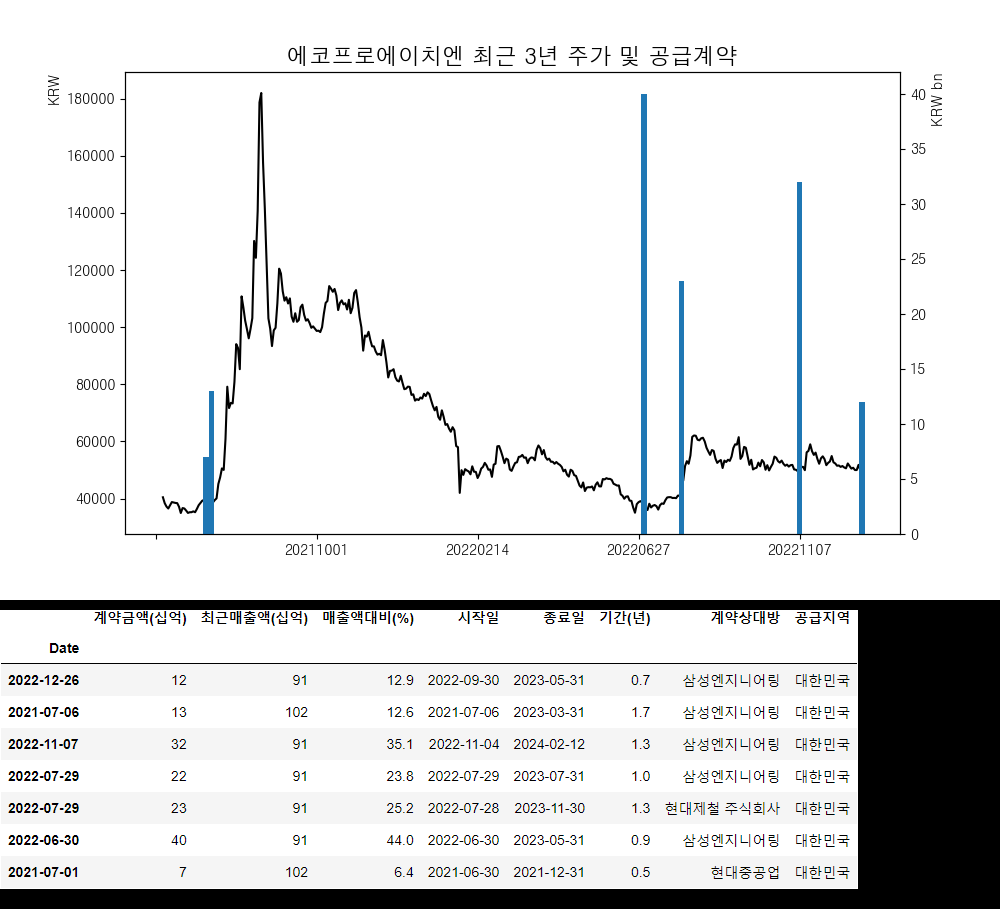 에코프로에이치엔 최근 3년 주가 및 공급계약
KRW
KRW bn
180000
160000
140000
120000
100000
80000
60000
40000
40
35
30
25
20
15
10
5
0
20211001 20220214 20220627 20221107
계약금액(십억) 최근매출액(십억) 매출액대비(%) 시작일 종료일 기간(년) 계약상대방 공급지역
Date
2022-12-26 12 91 12.9 2022-09-30 2023-05-31 0.7 삼성엔지니어링 대한민국
2021-07-06 13 102 12.6 2021-07-06 2023-03-31 1.7 삼성엔지니어링 대한민국
2022-11-07 32 91 35.1 2022-11-04 2024-02-12 1.3 삼성엔지니어링 대한민국
2022-07-29 22 91 23.8 2022-07-29 2023-07-31 1.0 삼성엔지니어링 대한민국
2022-07-29 23 91 25.2 2022-07-28 2023-11-30 1.3 현대제철 주식회사 대한민국
2022-06-30 40 91 44.0 2022-06-30 2023-05-31 0.9 삼성엔지니어링 대한민국
2021-07-01 7 102 6.4 2021-06-30 2021-12-31 0.5 현대중공업 대한민국